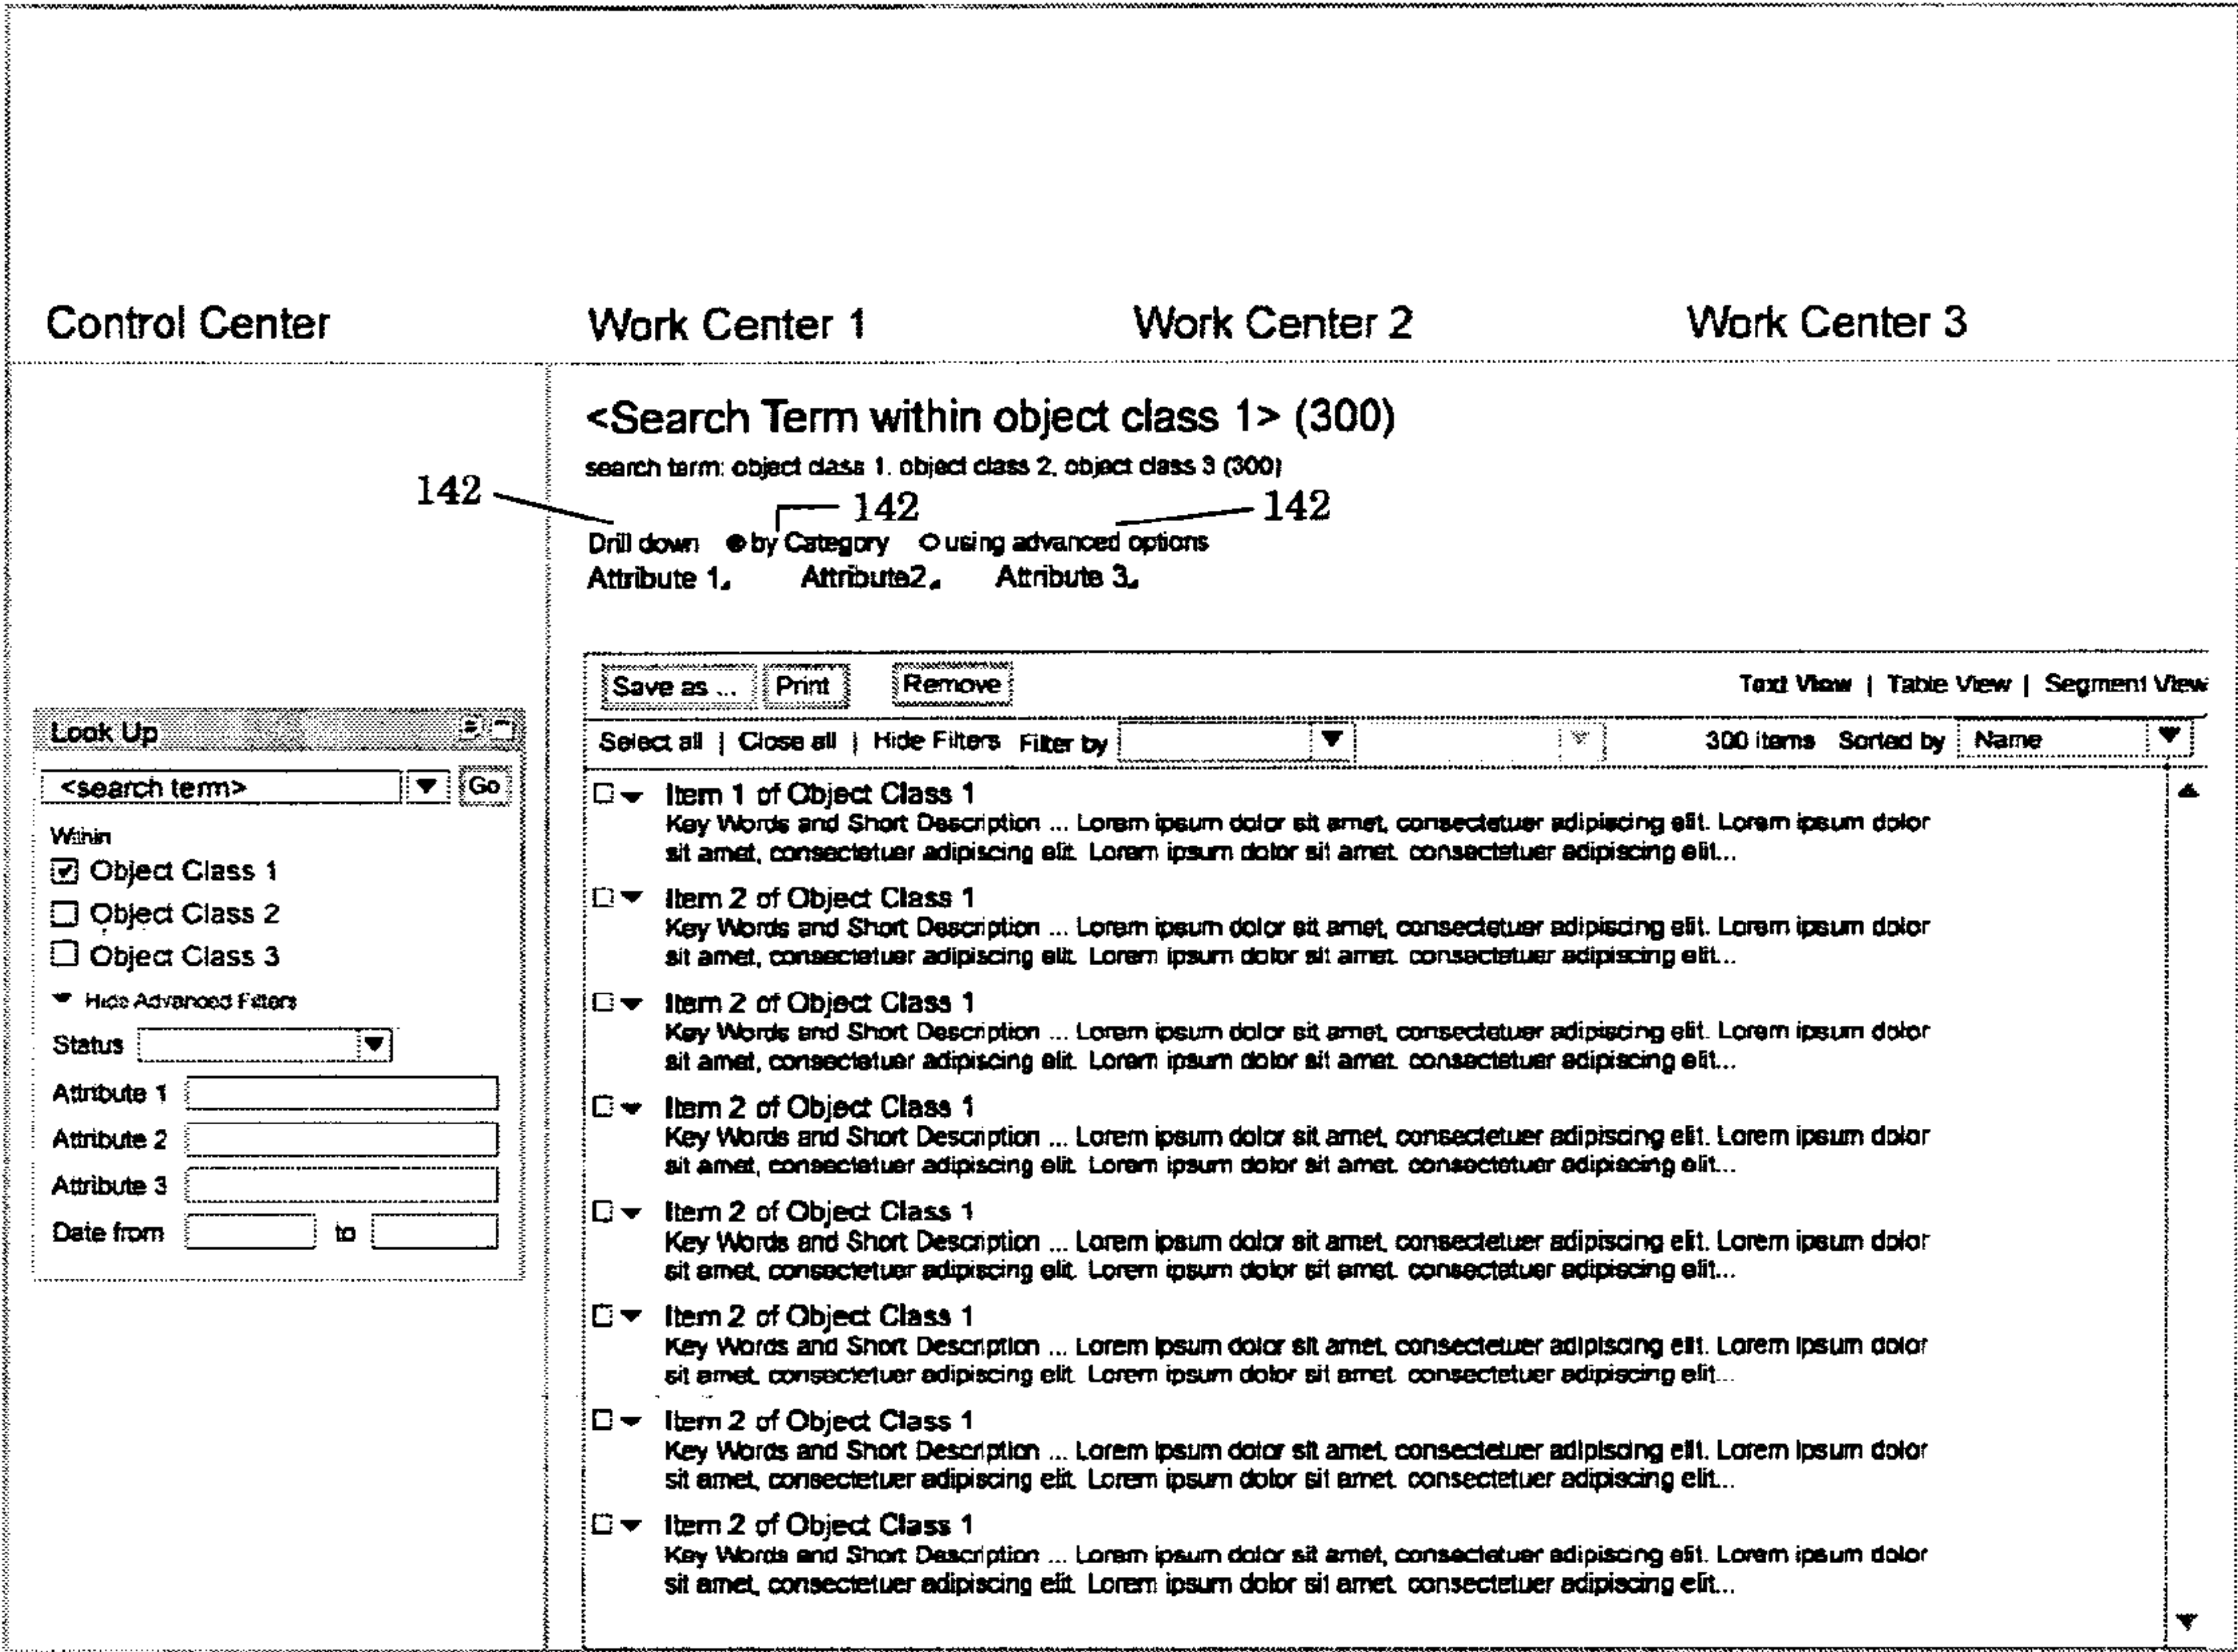 Control Center Work Center 1 Work Center 2 Work Center 3
<Search Term within object class 1> (300)
search term: object class 1. object class 2, object class 3 (300)
142 142 142
Drill down by Category using advanced options
Attribute 1 Attribute2 Attribute 3
Save as ... Print Remove Text View | Table View | Segment View
Select all | Close all | Hide Filters Filter by 300 items Sorted by Name
Look Up
<search term> Go
Within
Object Class 1
Object Class 2
Object Class 3
Hide Advanced Filters
Status
Attribute 1
Attribute 2
Attribute 3
Date from to
Item 1 of Object Class 1
Key Words and Short Description ... Lorem ipsum dolor sit amet, consectetuer adipiscing elit. Lorem ipsum dolor
sit amet, consectetuer adipiscing elit. Lorem ipsum dolor sit amet. consectetuer adipiscing elit...
Item 2 of Object Class 1
Key Words and Short Description ... Lorem ipsum dolor sit amet, consectetuer adipiscing elit. Lorem ipsum dolor
sit amet, consectetuer adipiscing elit. Lorem ipsum dolor sit amet. consectetuer adipiscing elit...
Item 2 of Object Class 1
Key Words and Short Description ... Lorem ipsum dolor sit amet, consectetuer adipiscing elit. Lorem ipsum dolor
sit amet, consectetuer adipiscing elit. Lorem ipsum dolor sit amet. consectetuer adipiscing elit...
Item 2 of Object Class 1
Key Words and Short Description ... Lorem ipsum dolor sit amet, consectetuer adipiscing elit. Lorem ipsum dolor
sit amet, consectetuer adipiscing elit. Lorem ipsum dolor sit amet. consectetuer adipiscing elit...
Item 2 of Object Class 1
Key Words and Short Description ... Lorem ipsum dolor sit amet, consectetuer adipiscing elit. Lorem ipsum dolor
sit amet, consectetuer adipiscing elit. Lorem ipsum dolor sit amet. consectetuer adipiscing elit...
Item 2 of Object Class 1
Key Words and Short Description ... Lorem ipsum dolor sit amet, consectetuer adipiscing elit. Lorem ipsum dolor
sit amet, consectetuer adipiscing elit. Lorem ipsum dolor sit amet. consectetuer adipiscing elit...
Item 2 of Object Class 1
Key Words and Short Description ... Lorem ipsum dolor sit amet, consectetuer adipiscing elit. Lorem ipsum dolor
sit amet, consectetuer adipiscing elit. Lorem ipsum dolor sit amet. consectetuer adipiscing elit...
Item 2 of Object Class 1
Key Words and Short Description ... Lorem ipsum dolor sit amet, consectetuer adipiscing elit. Lorem ipsum dolor
sit amet, consectetuer adipiscing elit. Lorem ipsum dolor sit amet. consectetuer adipiscing elit...